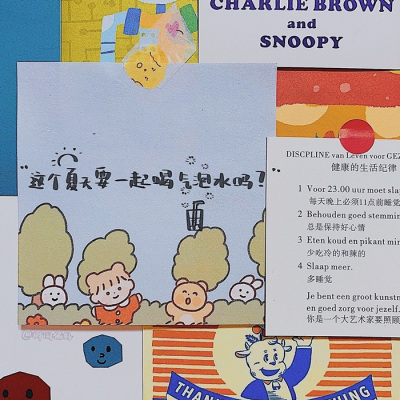 CHARLIE BROWN
and
SNOOPY
"这个夏天要一起喝气泡水吗?
DISCPLINE van Leven voor GEZ
健康的生活纪律
1 Voor 23.00 uur moet slap
每天晚上必须11点前睡觉
2 Behouden goed stemmin
总是保持好心情
3 Eten koud en pikant min
少吃冷的和辣的
4 Slaap meer.
多睡觉
Je bent een groot kunstn
en goed zorg voor jezelf.
你是一个大艺术家要照顾
THAN
HING